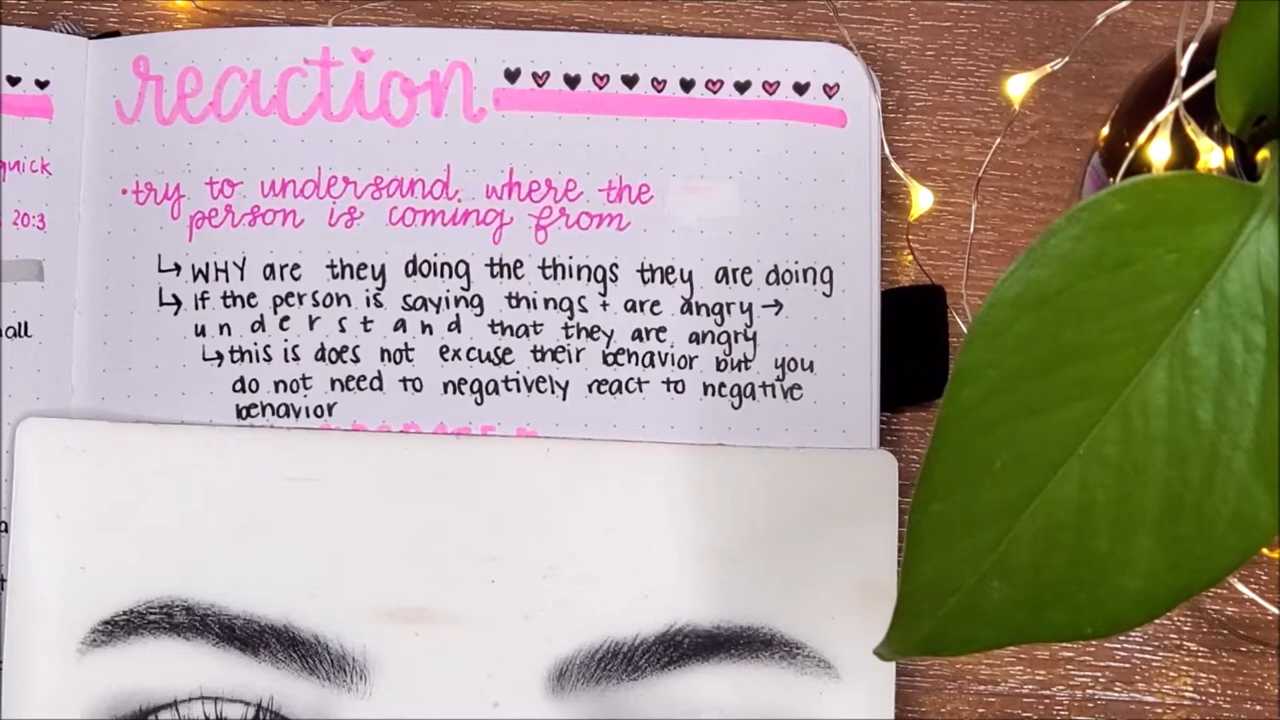 reaction
quick
20:3
all
• try to undersand. where the
person is coming from
↳ WHY are they doing the things they are doing
↳ if the person is saying things + are angry →
understand that they are angry
↳ this is does not excuse their behavior but you
do not need to negatively react to negative
behavior